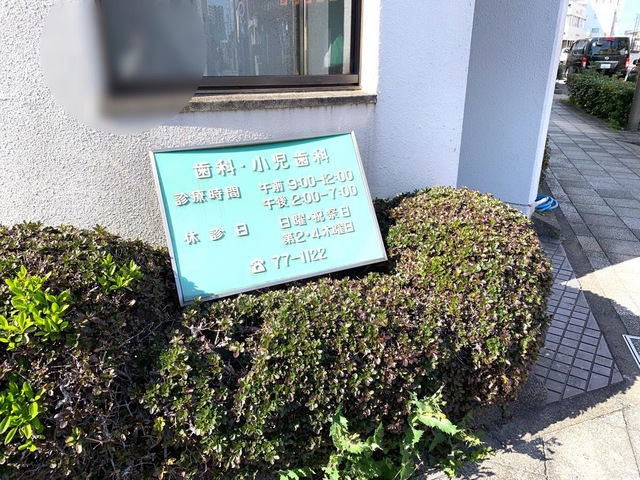 歯科・小児歯科
診療時間 午前 9:00-12:00
午後 2:00-7:00
休診日 日曜・祝祭日
第2・4木曜日
☎ 77-1122